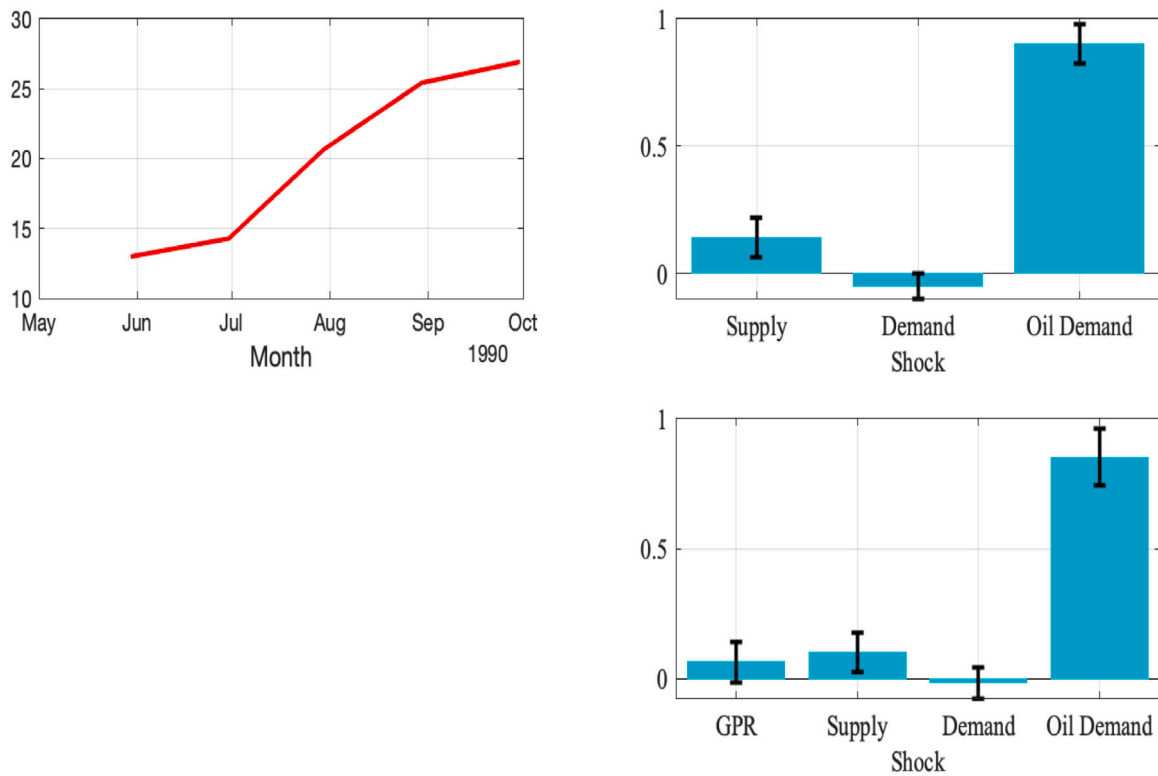 30
25
20
15
10
May Jun Jul Aug Sep Oct
Month 1990
1
0.5
0
Supply Demand Oil Demand
Shock
1
0.5
0
GPR Supply Demand Oil Demand
Shock